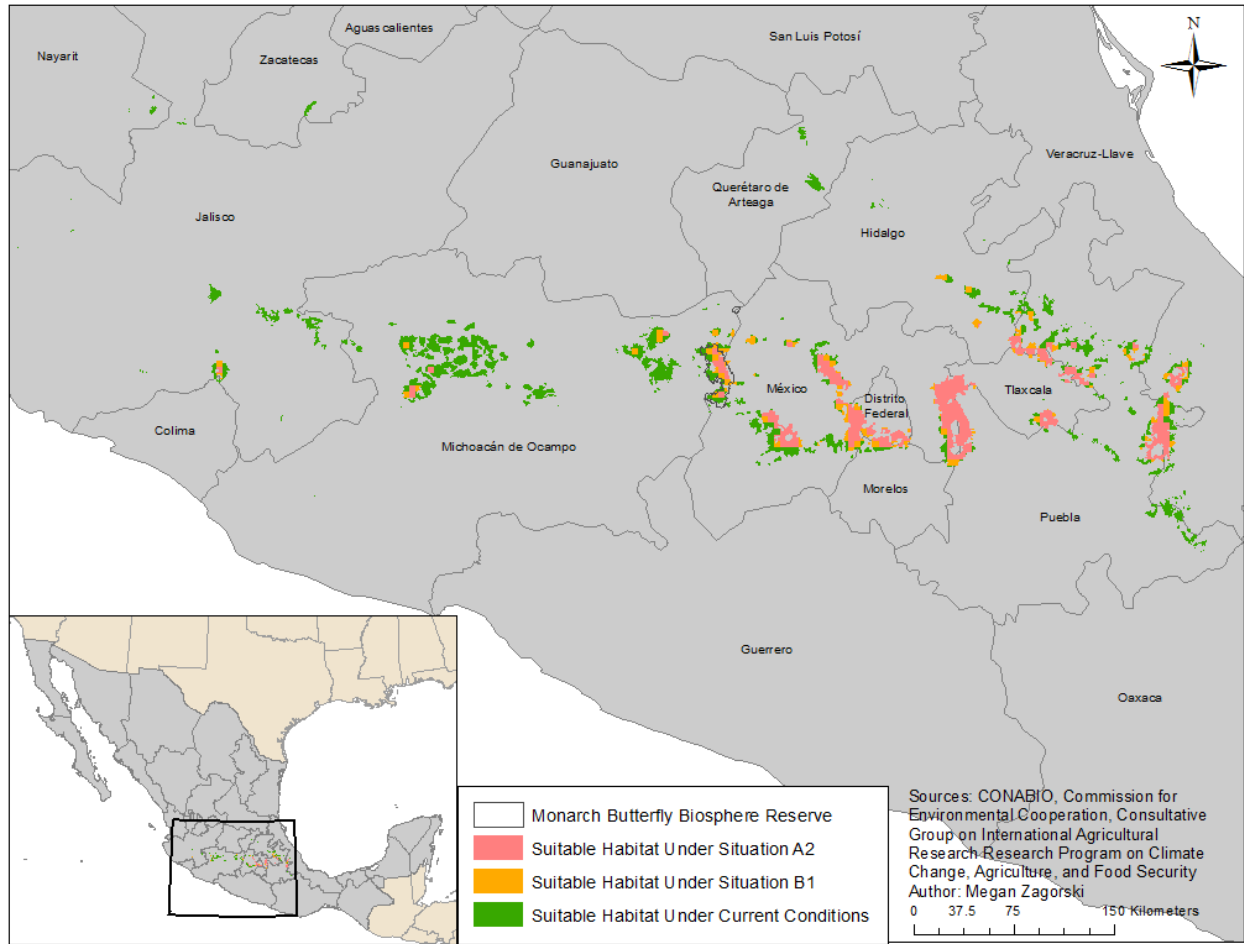 Aguascalientes
San Luis Potosí
N
Nayarit
Zacatecas
Guanajuato
Veracruz-Llave
Querétaro de
Arteaga
Jalisco
Hidalgo
México
Distrito
Federal
Tlaxcala
Colima
Michoacán de Ocampo
Morelos
Puebla
Guerrero
Oaxaca
Monarch Butterfly Biosphere Reserve
Suitable Habitat Under Situation A2
Suitable Habitat Under Situation B1
Suitable Habitat Under Current Conditions
Sources: CONABIO, Commission for
Environmental Cooperation, Consultative
Group on International Agricultural
Research Research Program on Climate
Change, Agriculture, and Food Security
Author: Megan Zagorski
0 37.5 75 150 Kilometers